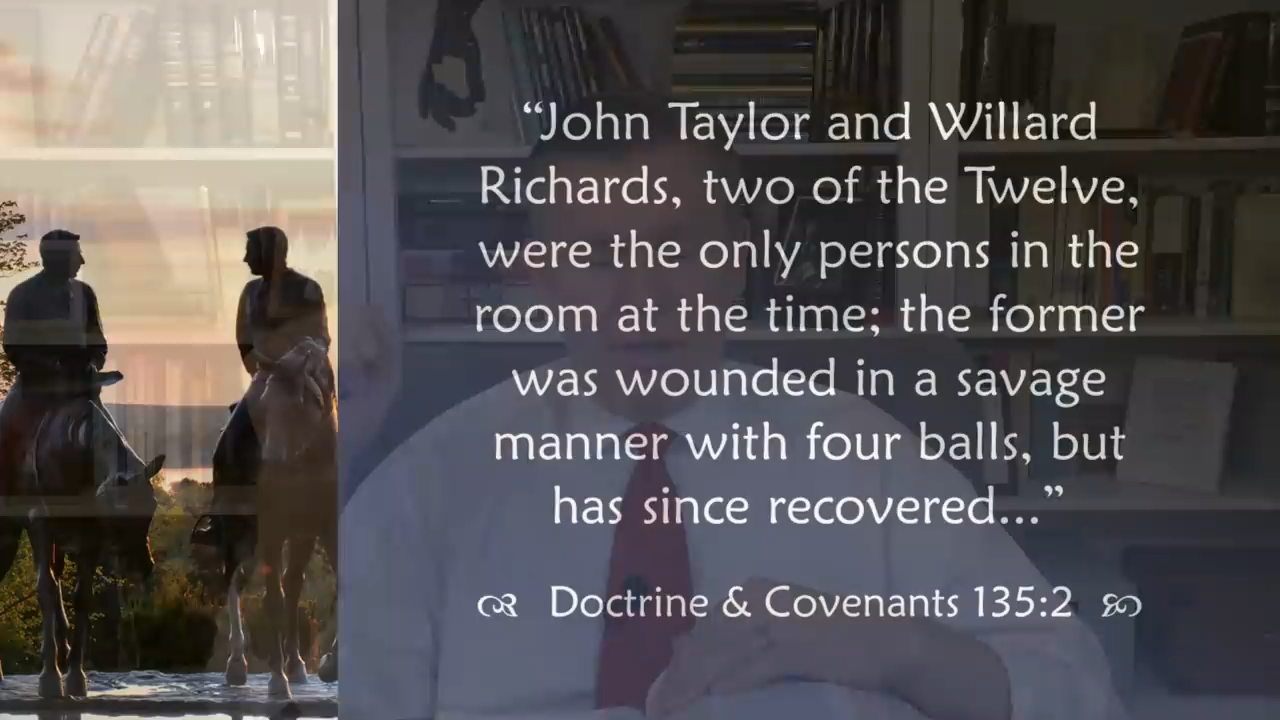 “John Taylor and Willard
Richards, two of the Twelve,
were the only persons in the
room at the time; the former
was wounded in a savage
manner with four balls, but
has since recovered...”
Doctrine & Covenants 135:2